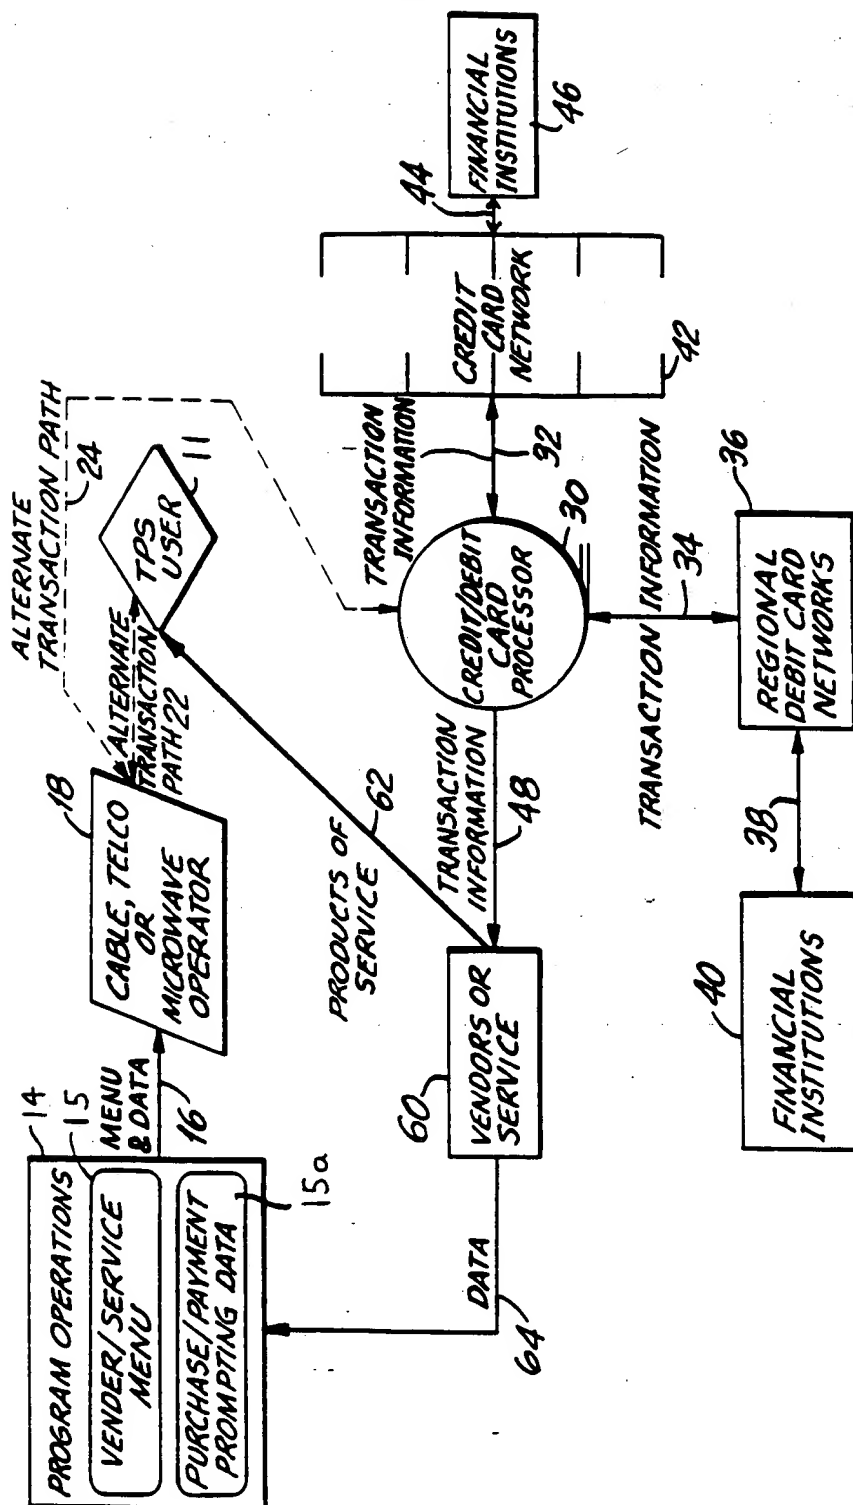 PROGRAM OPERATIONS
14
15
VENDER/SERVICE
MENU
PURCHASE/PAYMENT
PROMPTING DATA
15a
MENU
& DATA
16
CABLE, TELCO
OR
MICROWAVE
OPERATOR
18
ALTERNATE
TRANSACTION
PATH 22
ALTERNATE
TRANSACTION PATH
24
TPS
USER
11
PRODUCTS OF
SERVICE
62
DATA
64
VENDORS OR
SERVICE
60
TRANSACTION
INFORMATION
48
CREDIT/DEBIT
CARD
PROCESSOR
30
TRANSACTION
INFORMATION
32
CREDIT
CARD
NETWORK
42
44
FINANCIAL
INSTITUTIONS
46
TRANSACTION INFORMATION
34
REGIONAL
DEBIT CARD
NETWORKS
36
38
FINANCIAL
INSTITUTIONS
40